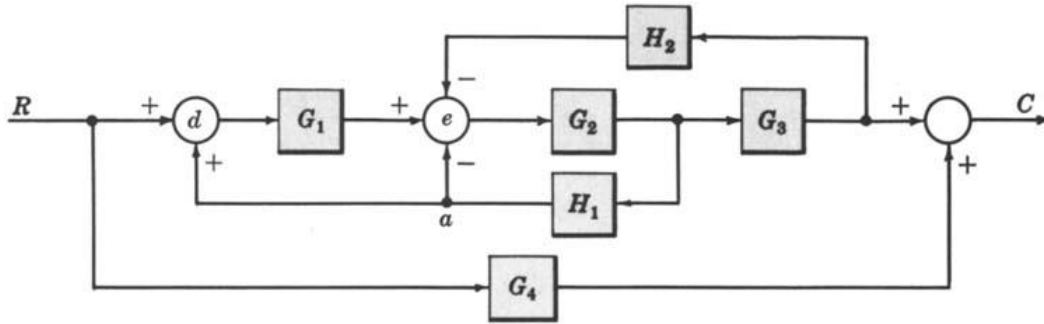 H₂
R + d G₁ + − e G₂ G₃ + C
+ − +
H₁
a
G₄